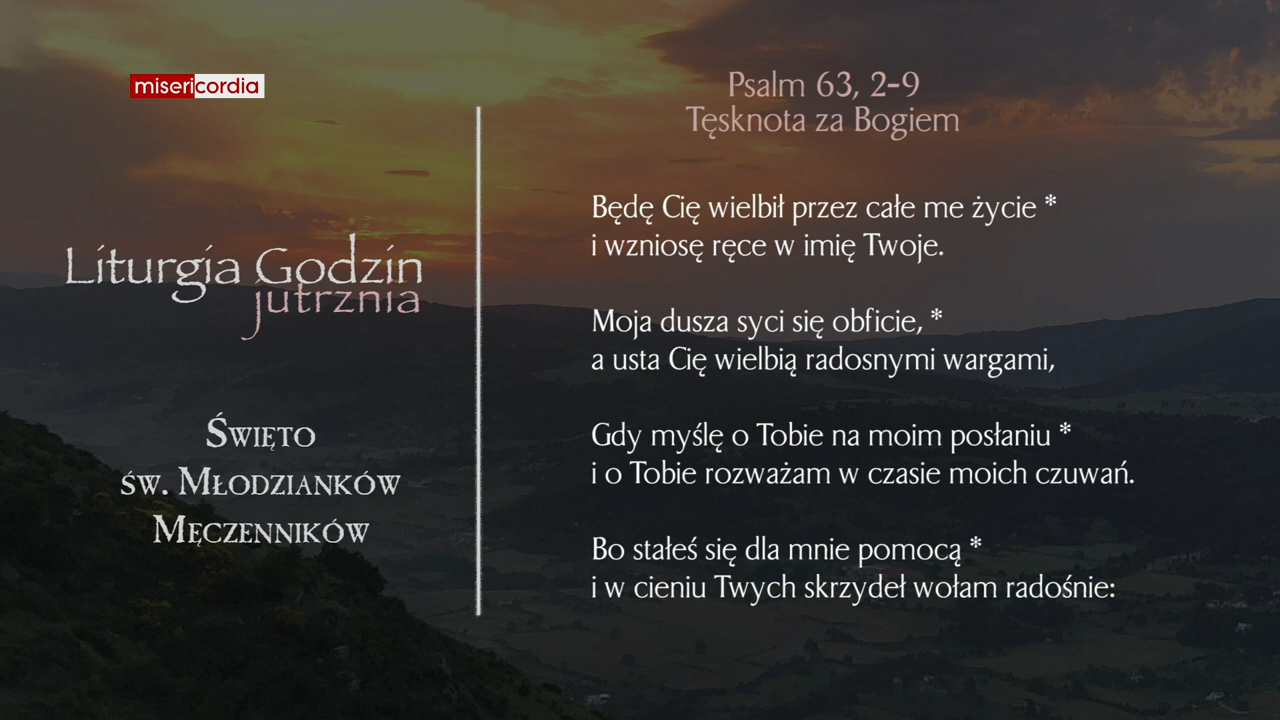 misericordia
Liturgia Godzin
jutrznia
Święto
św. Młodzianków
Męczenników
Psalm 63, 2-9
Tęsknota za Bogiem
Będę Cię wielbił przez całe me życie *
i wzniosę ręce w imię Twoje.
Moja dusza syci się obficie, *
a usta Cię wielbią radosnymi wargami,
Gdy myślę o Tobie na moim posłaniu *
i o Tobie rozważam w czasie moich czuwań.
Bo stałeś się dla mnie pomocą *
i w cieniu Twych skrzydeł wołam radośnie: